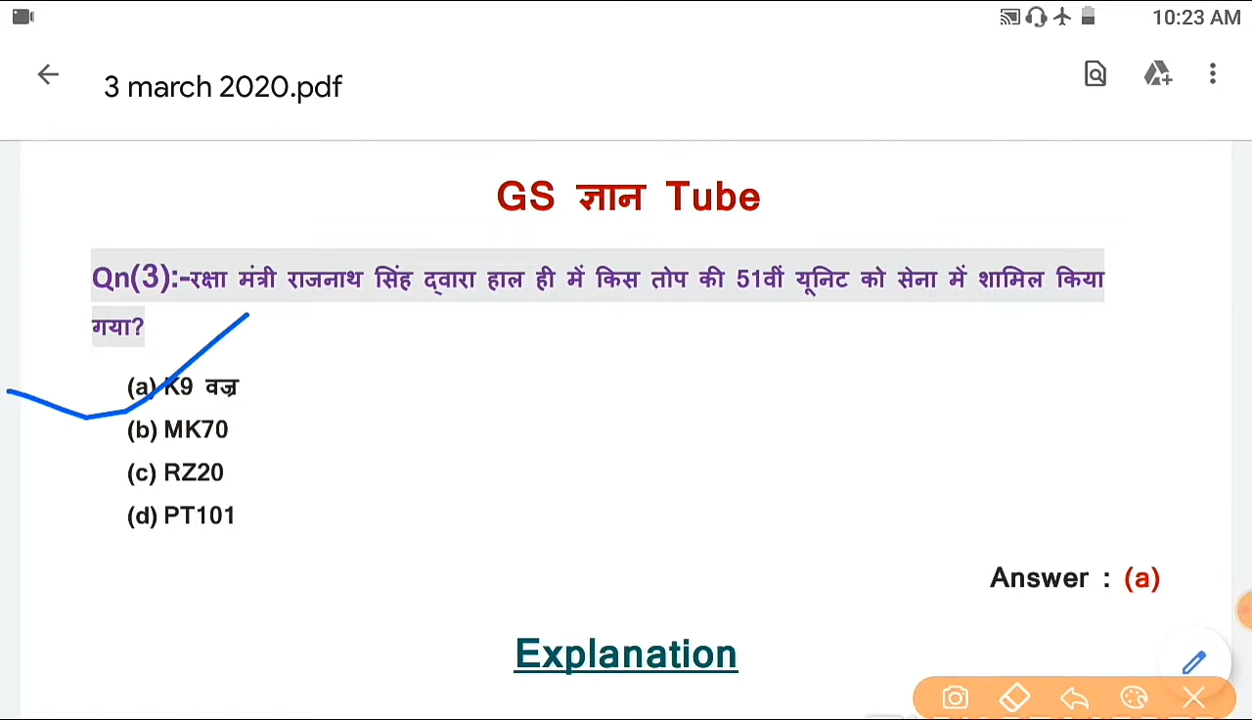 10:23 AM
3 march 2020.pdf
GS ज्ञान Tube
Qn(3):-रक्षा मंत्री राजनाथ सिंह द्वारा हाल ही में किस तोप की 51वीं यूनिट को सेना में शामिल किया
गया?
(a) K9 वज्र
(b) MK70
(c) RZ20
(d) PT101
Answer : (a)
Explanation